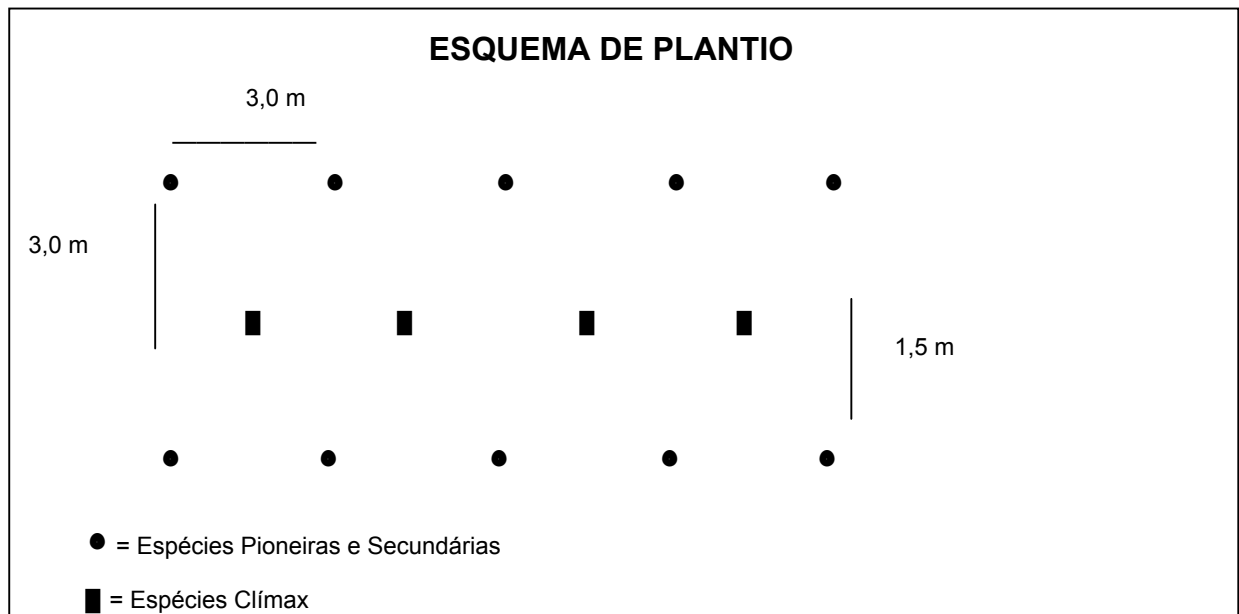 ESQUEMA DE PLANTIO
3,0 m
3,0 m
1,5 m
= Espécies Pioneiras e Secundárias
= Espécies Clímax